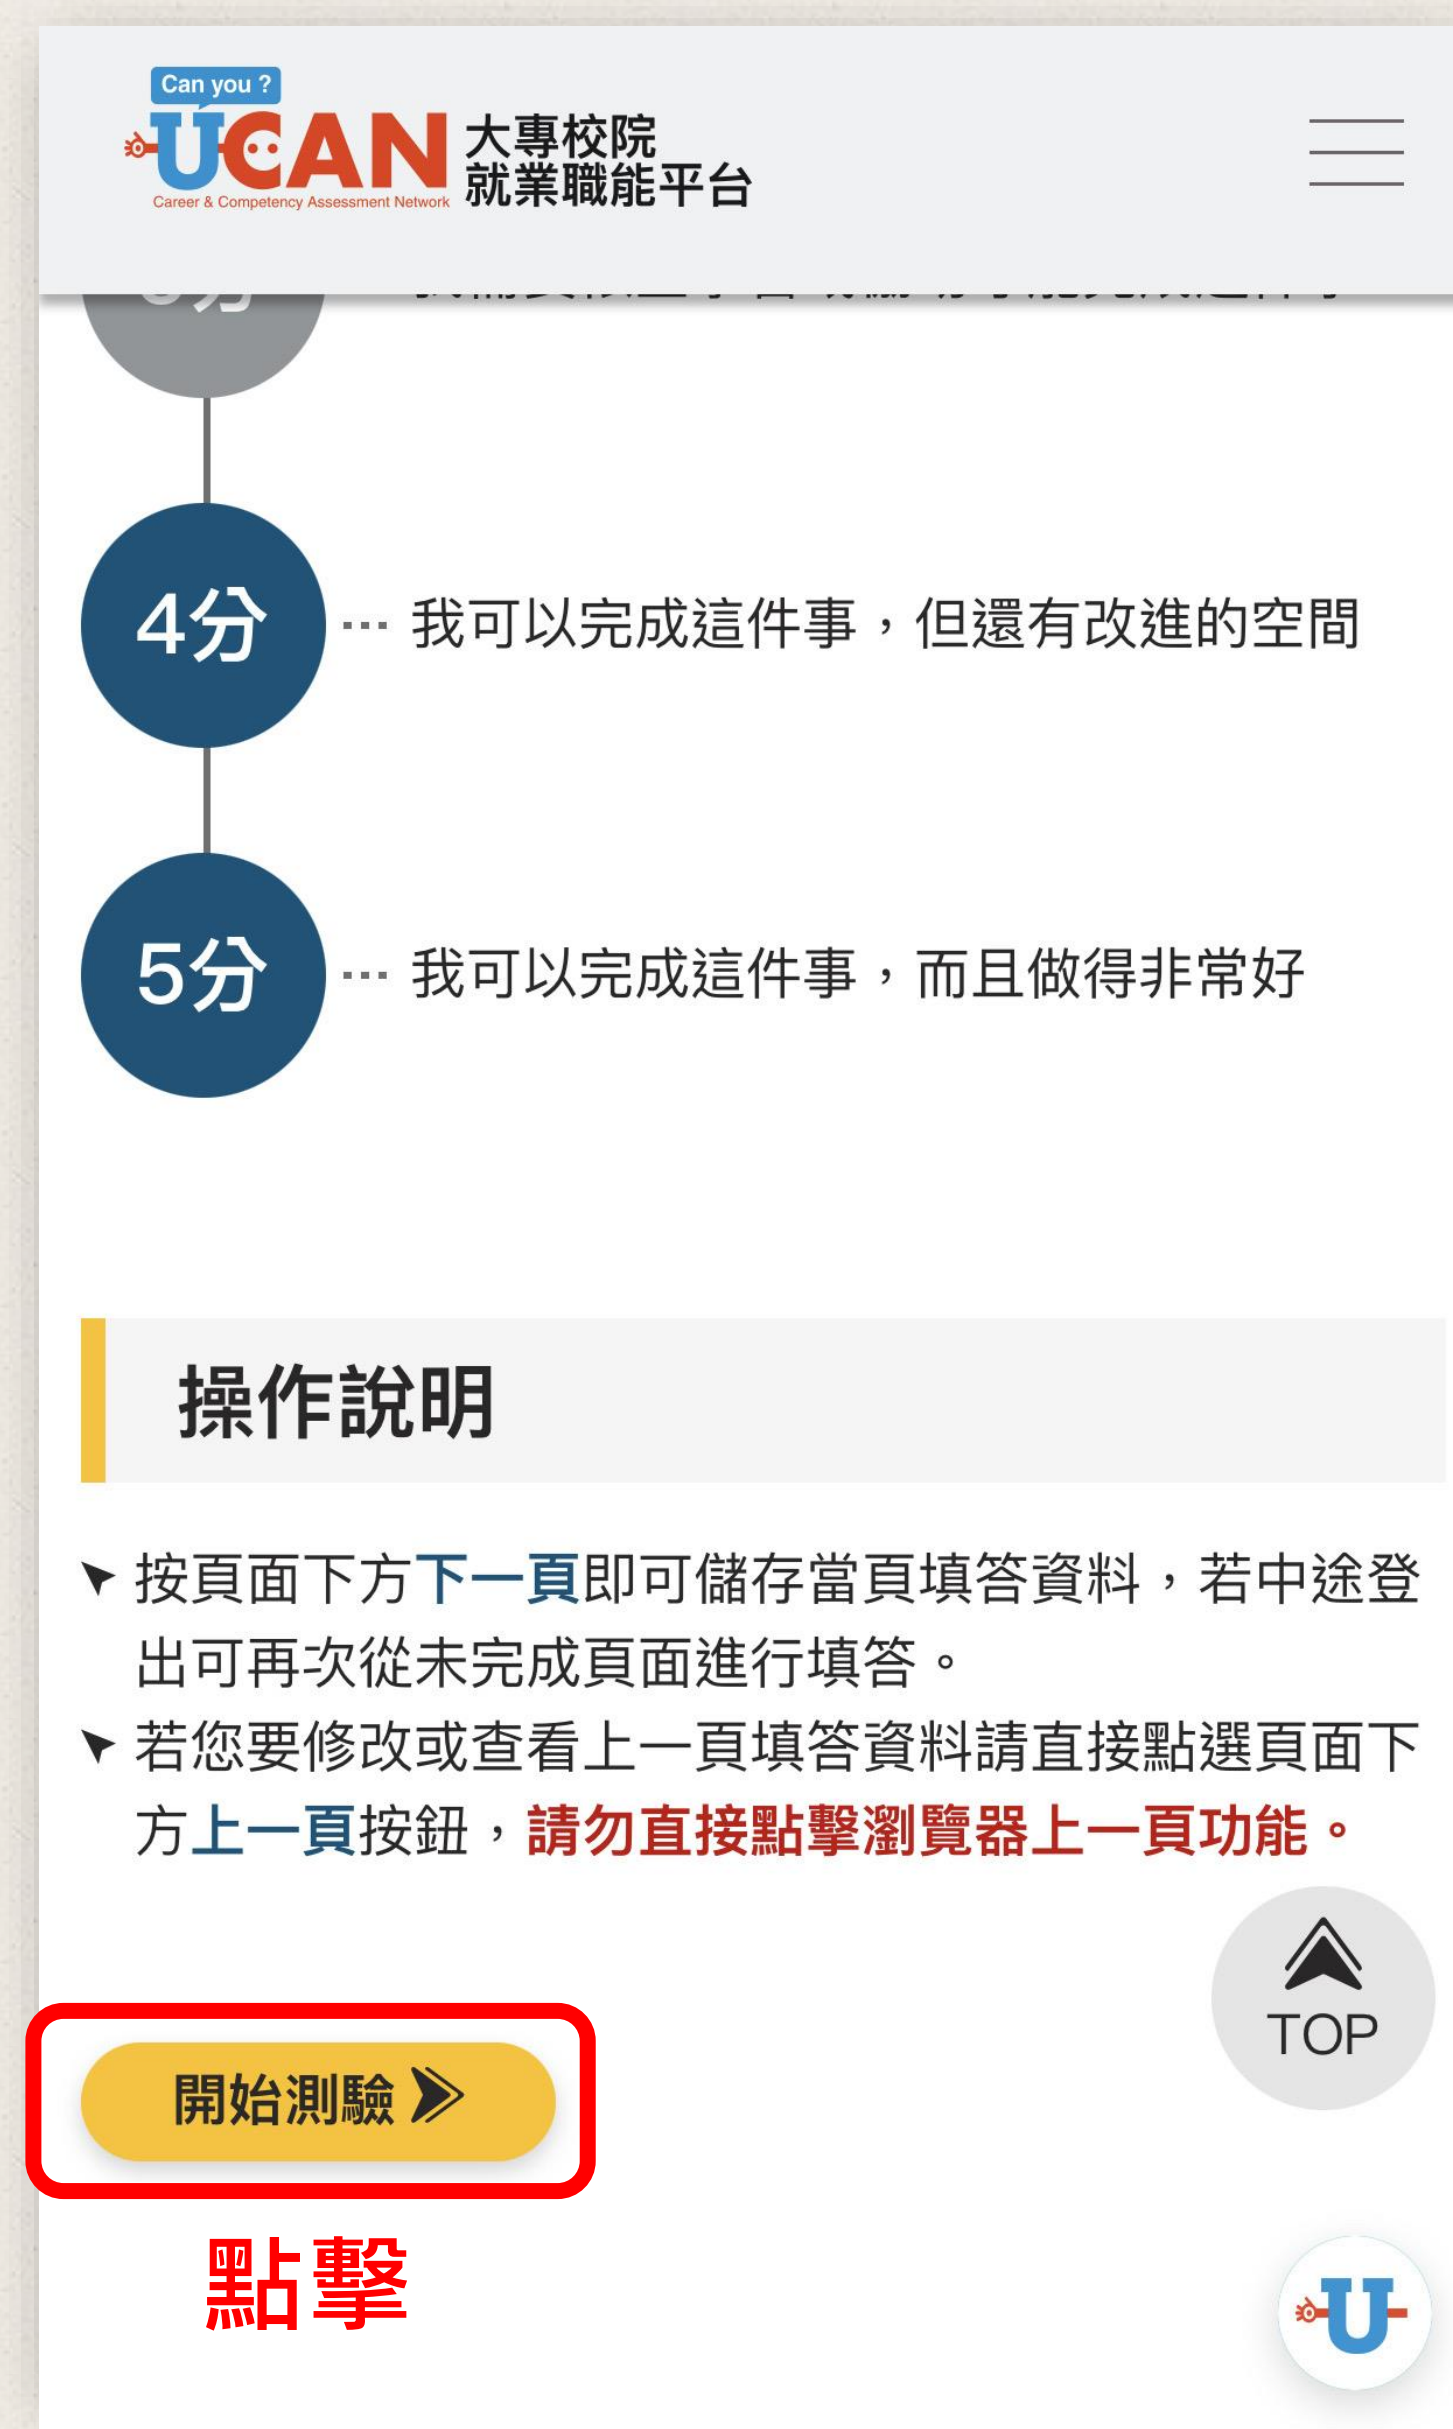 Can you ?
UCAN
大專校院
就業職能平台
Career & Competency Assessment Network
4分
··· 我可以完成這件事，但還有改進的空間
5分
··· 我可以完成這件事，而且做得非常好
操作說明
按頁面下方下一頁即可儲存當頁填答資料，若中途登
出可再次從未完成頁面進行填答。
若您要修改或查看上一頁填答資料請直接點選頁面下
方上一頁按鈕，請勿直接點擊瀏覽器上一頁功能。
TOP
開始測驗
點擊
U